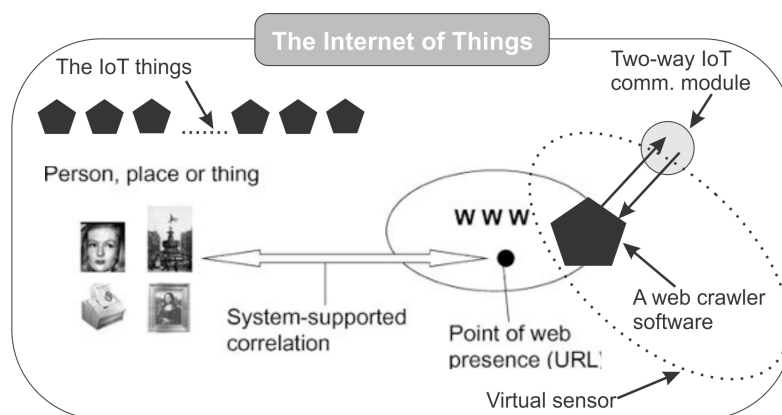 The Internet of Things
The IoT things
Two-way IoT
comm. module
Person, place or thing
W W W
System-supported
correlation
Point of web
presence (URL)
A web crawler
software
Virtual sensor